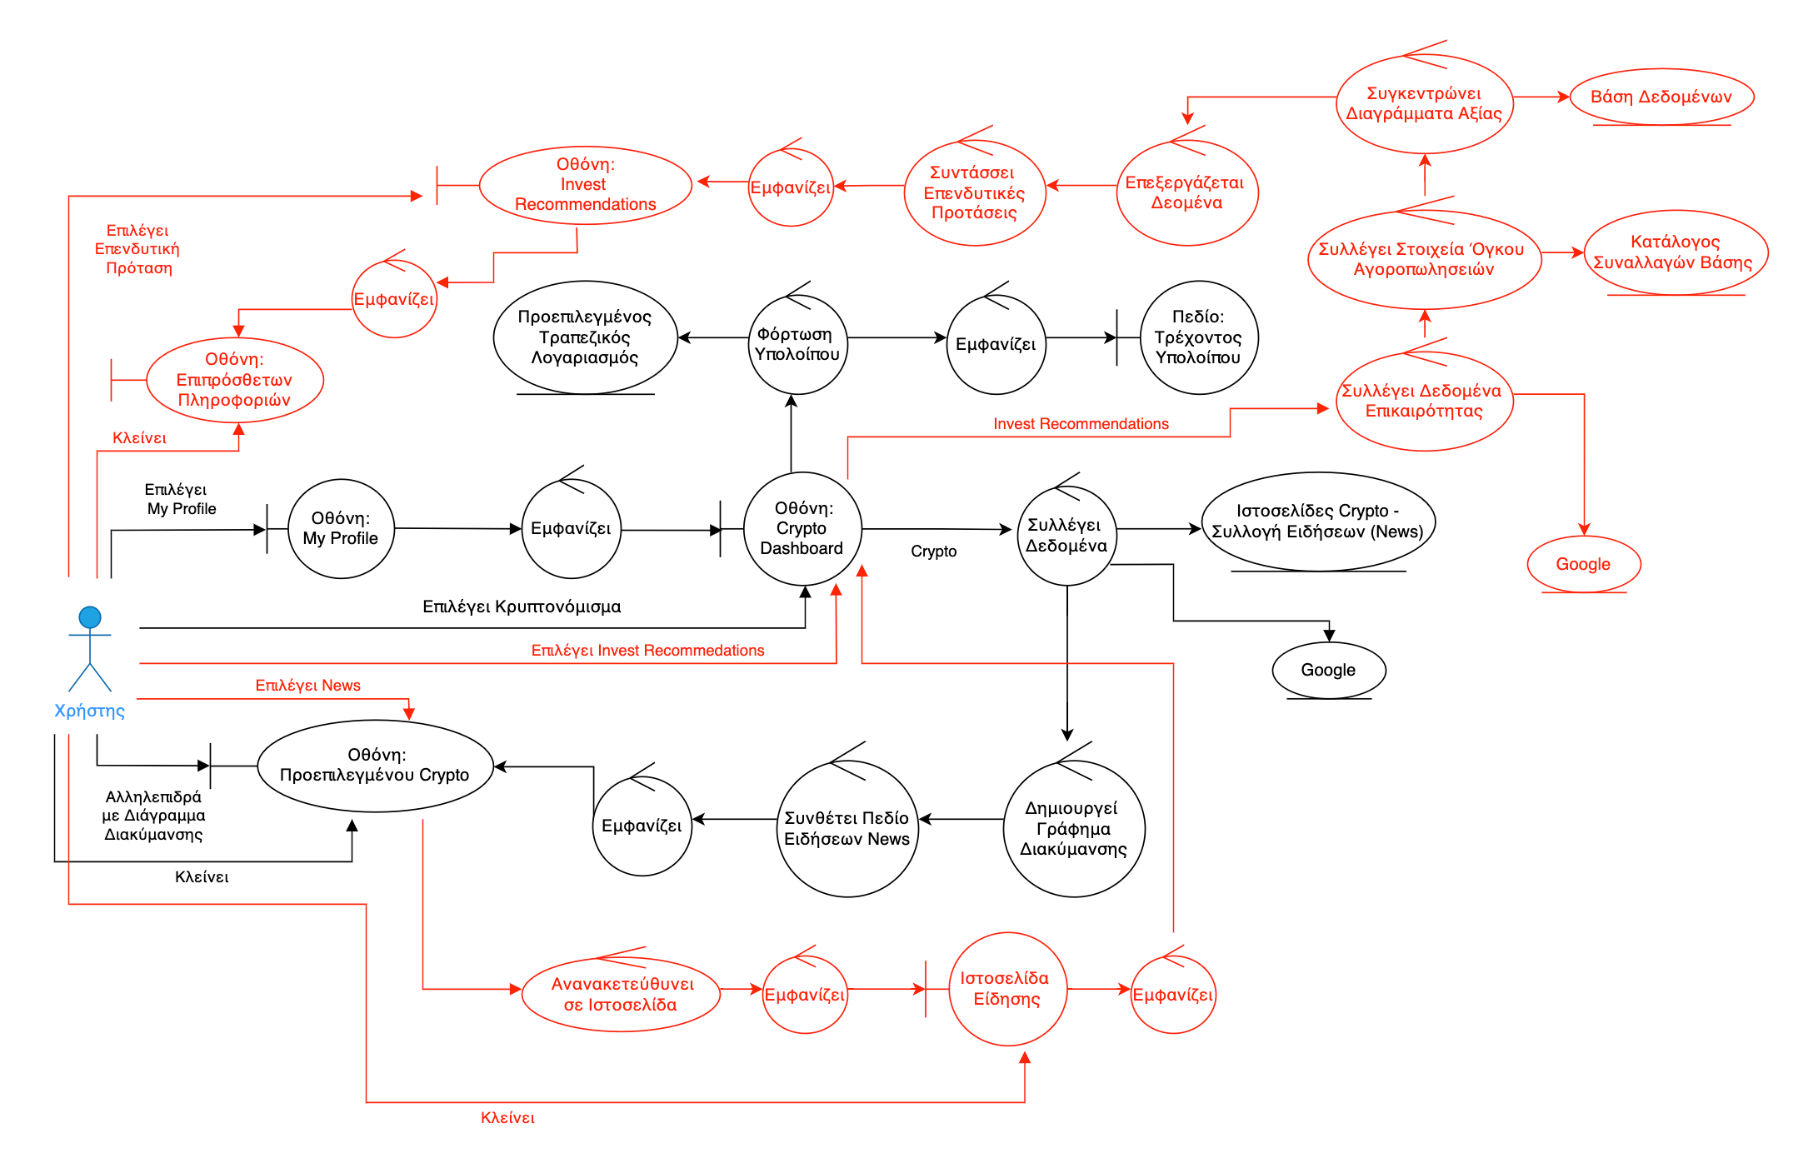 Συγκεντρώνει
Διαγράμματα Αξίας
Βάση Δεδομένων
Οθόνη:
Invest
Recommendations
Εμφανίζει
Συντάσσει
Επενδυτικές
Προτάσεις
Επεξεργάζεται
Δεομένα
Επιλέγει
Επενδυτική
Πρόταση
Συλλέγει Στοιχεία Όγκου
Αγοροπωλησειών
Κατάλογος
Συναλλαγών Βάσης
Εμφανίζει
Προεπιλεγμένος
Τραπεζικός
Λογαριασμός
Φόρτωση
Υπολοίπου
Εμφανίζει
Πεδίο:
Τρέχοντος
Υπολοίπου
Οθόνη:
Επιπρόσθετων
Πληροφοριών
Συλλέγει Δεδομένα
Επικαιρότητας
Κλείνει
Invest Recommendations
Επιλέγει
My Profile
Οθόνη:
My Profile
Εμφανίζει
Οθόνη:
Crypto
Dashboard
Crypto
Συλλέγει
Δεδομένα
Ιστοσελίδες Crypto -
Συλλογή Ειδήσεων (News)
Google
Επιλέγει Κρυπτονόμισμα
Επιλέγει Invest Recommedations
Google
Επιλέγει News
Χρήστης
Οθόνη:
Προεπιλεγμένου Crypto
Αλληλεπιδρά
με Διάγραμμα
Διακύμανσης
Εμφανίζει
Συνθέτει Πεδίο
Ειδήσεων News
Δημιουργεί
Γράφημα
Διακύμανσης
Κλείνει
Ανανακετεύθυνει
σε Ιστοσελίδα
Εμφανίζει
Ιστοσελίδα
Είδησης
Εμφανίζει
Κλείνει